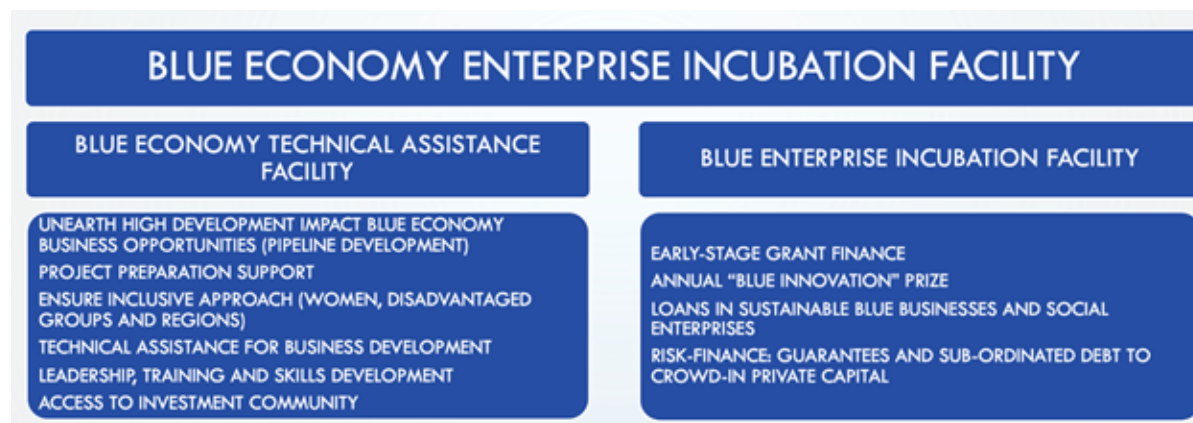 BLUE ECONOMY ENTERPRISE INCUBATION FACILITY
BLUE ECONOMY TECHNICAL ASSISTANCE
FACILITY
UNEARTH HIGH DEVELOPMENT IMPACT BLUE ECONOMY
BUSINESS OPPORTUNITIES (PIPELINE DEVELOPMENT)
PROJECT PREPARATION SUPPORT
ENSURE INCLUSIVE APPROACH (WOMEN, DISADVANTAGED
GROUPS AND REGIONS)
TECHNICAL ASSISTANCE FOR BUSINESS DEVELOPMENT
LEADERSHIP, TRAINING AND SKILLS DEVELOPMENT
ACCESS TO INVESTMENT COMMUNITY
BLUE ENTERPRISE INCUBATION FACILITY
EARLY-STAGE GRANT FINANCE
ANNUAL “BLUE INNOVATION” PRIZE
LOANS IN SUSTAINABLE BLUE BUSINESSES AND SOCIAL
ENTERPRISES
RISK-FINANCE: GUARANTEES AND SUB-ORDINATED DEBT TO
CROWD-IN PRIVATE CAPITAL